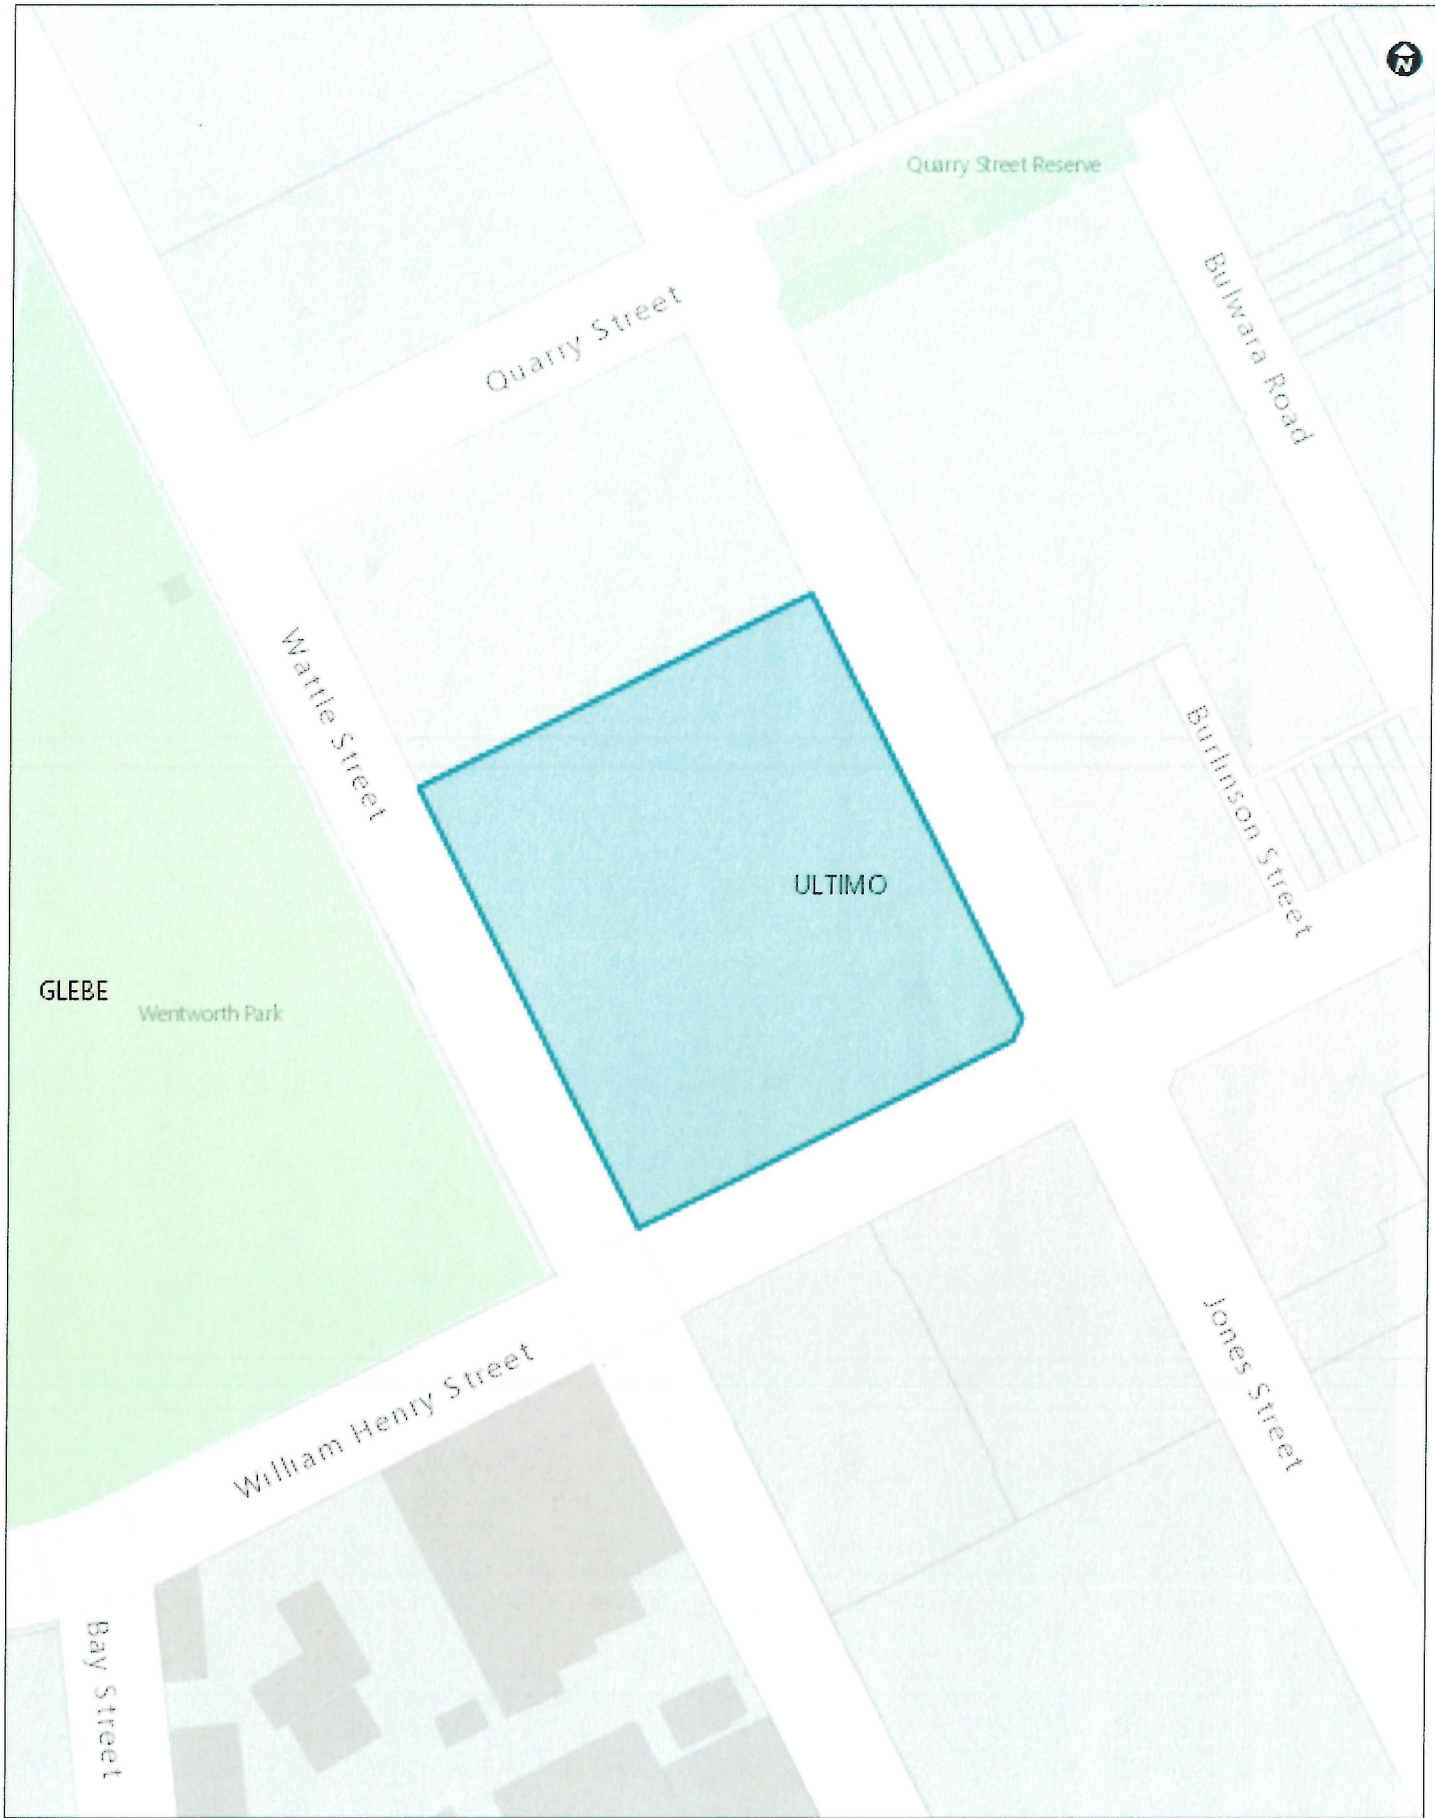 N
Quarry Street Reserve
Bulwara Road
Quarry Street
Wattle Street
Burlinson Street
ULTIMO
GLEBE
Wentworth Park
William Henry Street
Jones Street
Bay Street